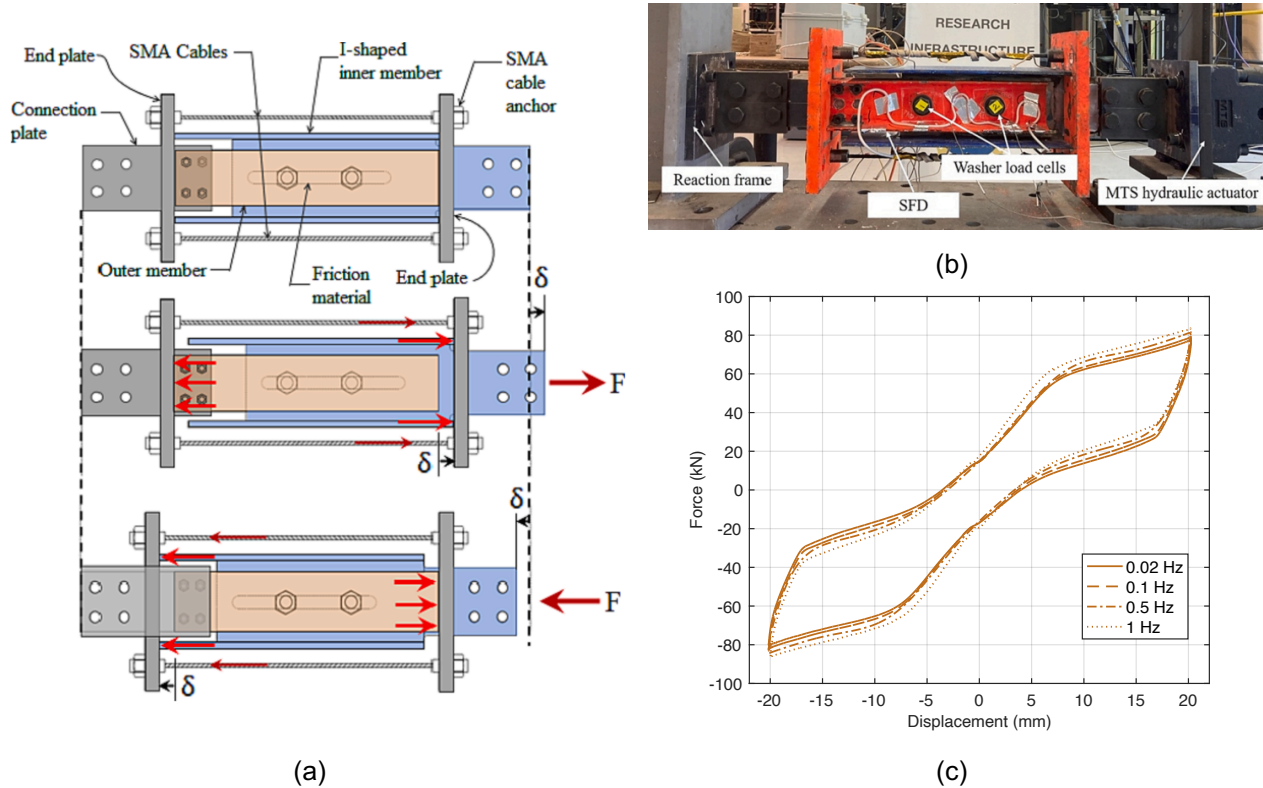 End plate
SMA Cables
I-shaped
inner member
SMA
cable
anchor
Connection
plate
Outer member
Friction
material
End plate
δ
F
δ
δ
F
δ
(a)
RESEARCH
INFRASTRUCTURE
MTS
Reaction frame
Washer load cells
SFD
MTS hydraulic actuator
(b)
100
80
60
40
20
0
-20
-40
-60
-80
-100
Force (kN)
-20
-15
-10
-5
0
5
10
15
20
Displacement (mm)
0.02 Hz
0.1 Hz
0.5 Hz
1 Hz
(c)